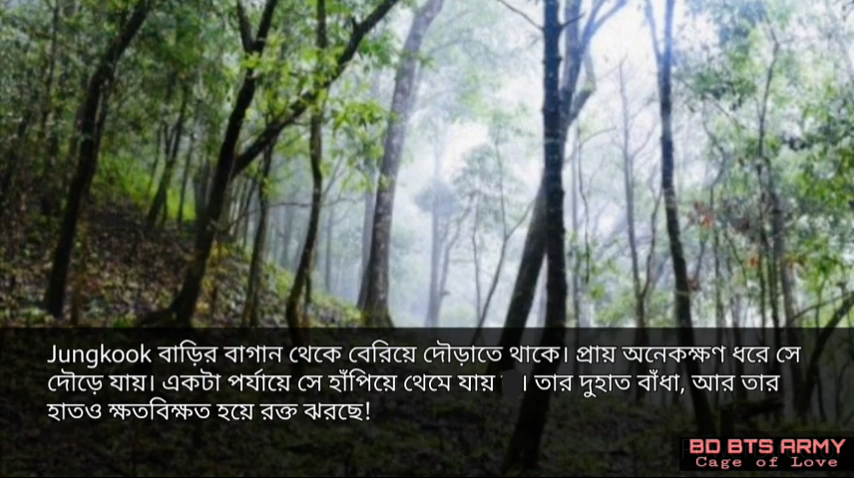 Jungkook বাড়ির বাগান থেকে বেরিয়ে দৌড়াতে থাকে। প্রায় অনেকক্ষণ ধরে সে
দৌড়ে যায়। একটা পর্যায়ে সে হাঁপিয়ে থেমে যায় । তার দুহাত বাঁধা, আর তার
হাতও ক্ষতবিক্ষত হয়ে রক্ত ঝরছে!
BD BTS ARMY
Cage of Love